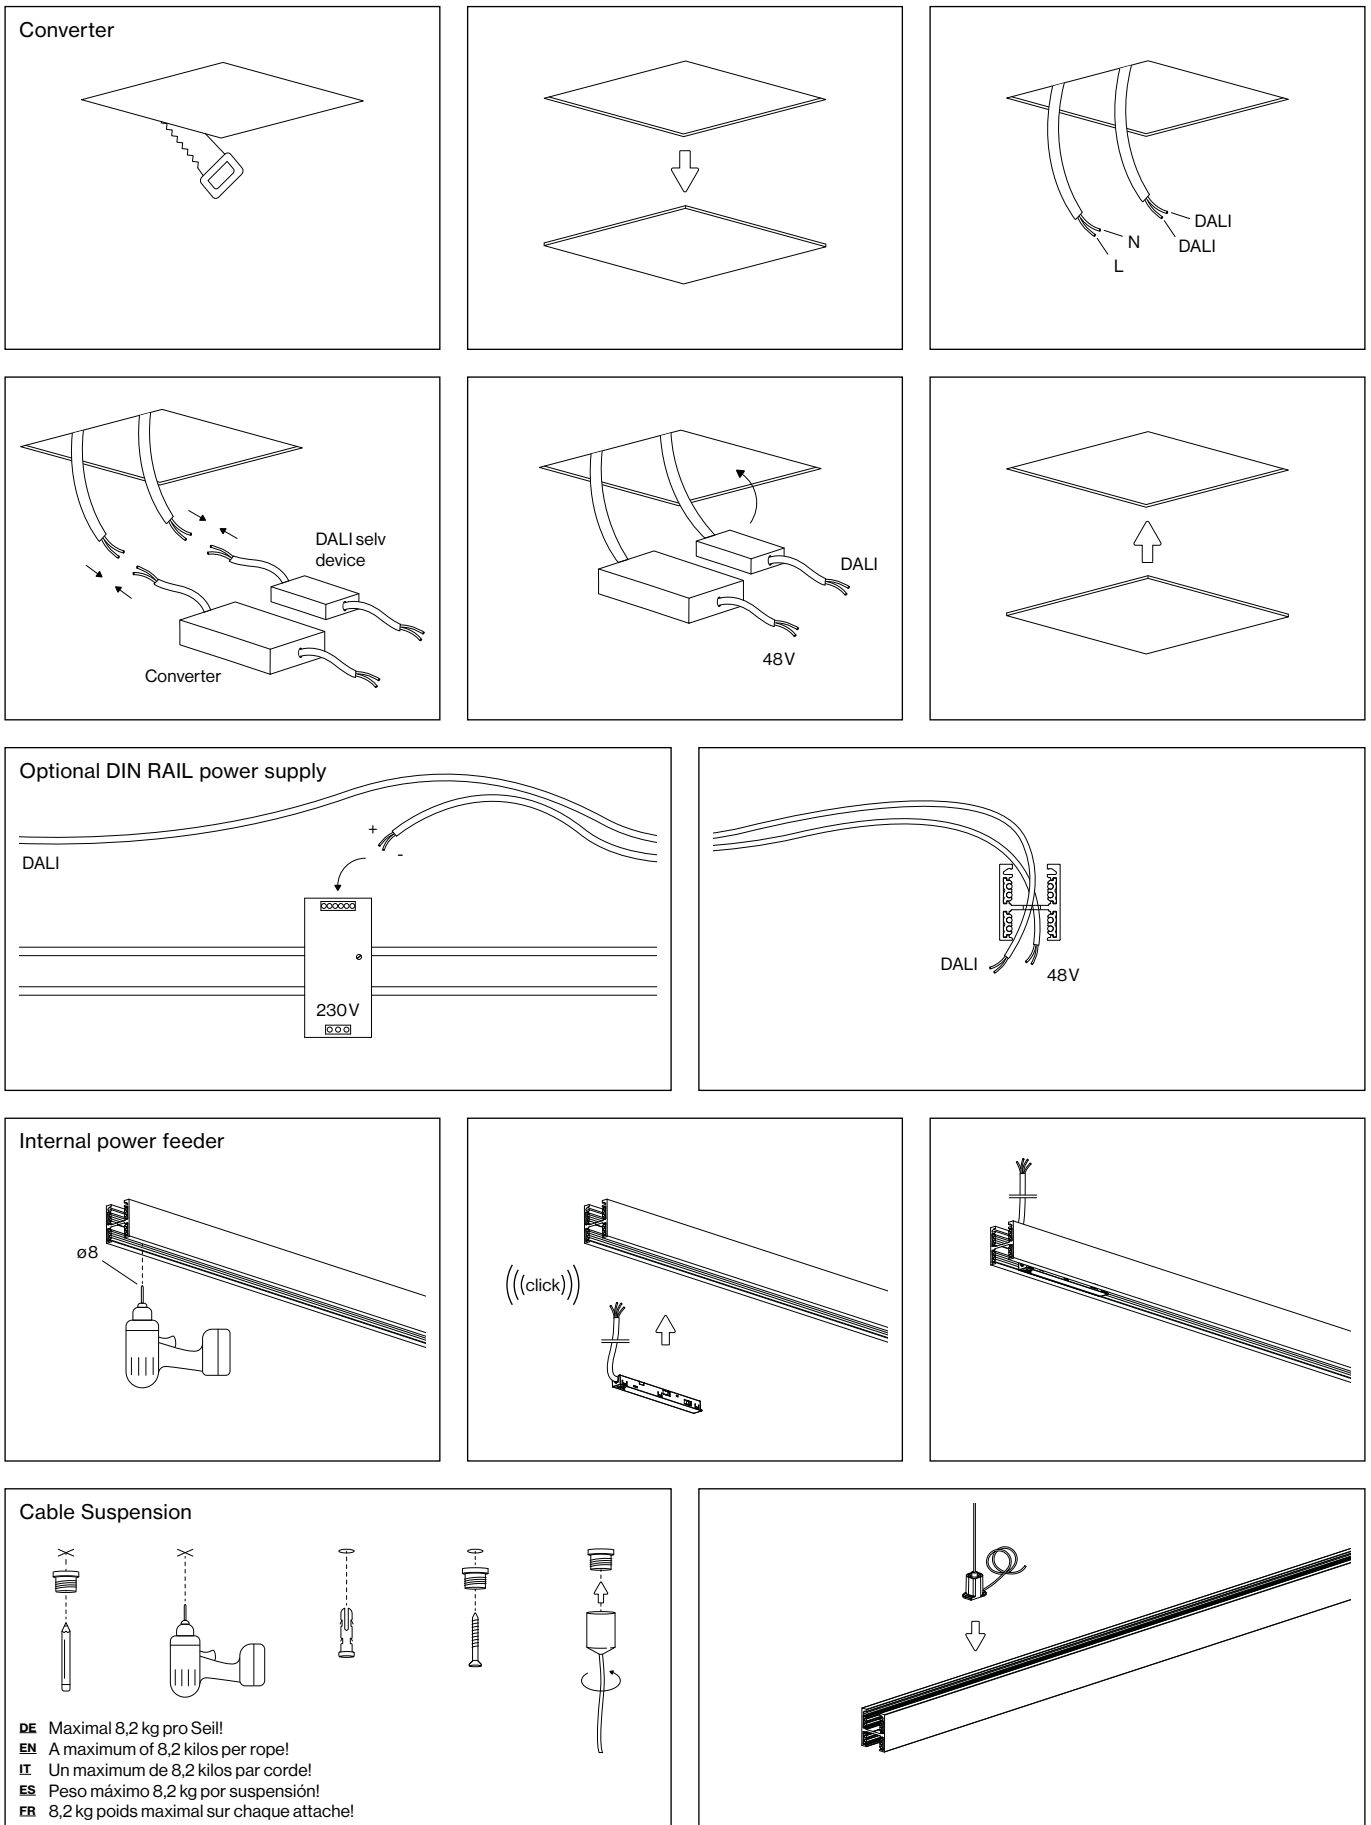 Converter
DALI
DALI
N
L
DALI selv
device
Converter
DALI
48V
Optional DIN RAIL power supply
+
-
DALI
230V
DALI
48V
Internal power feeder
ø8
(((click)))
Cable Suspension
DE Maximal 8,2 kg pro Seil!
EN A maximum of 8,2 kilos per rope!
IT Un maximum de 8,2 kilos par corde!
ES Peso máximo 8,2 kg por suspensión!
FR 8,2 kg poids maximal sur chaque attache!